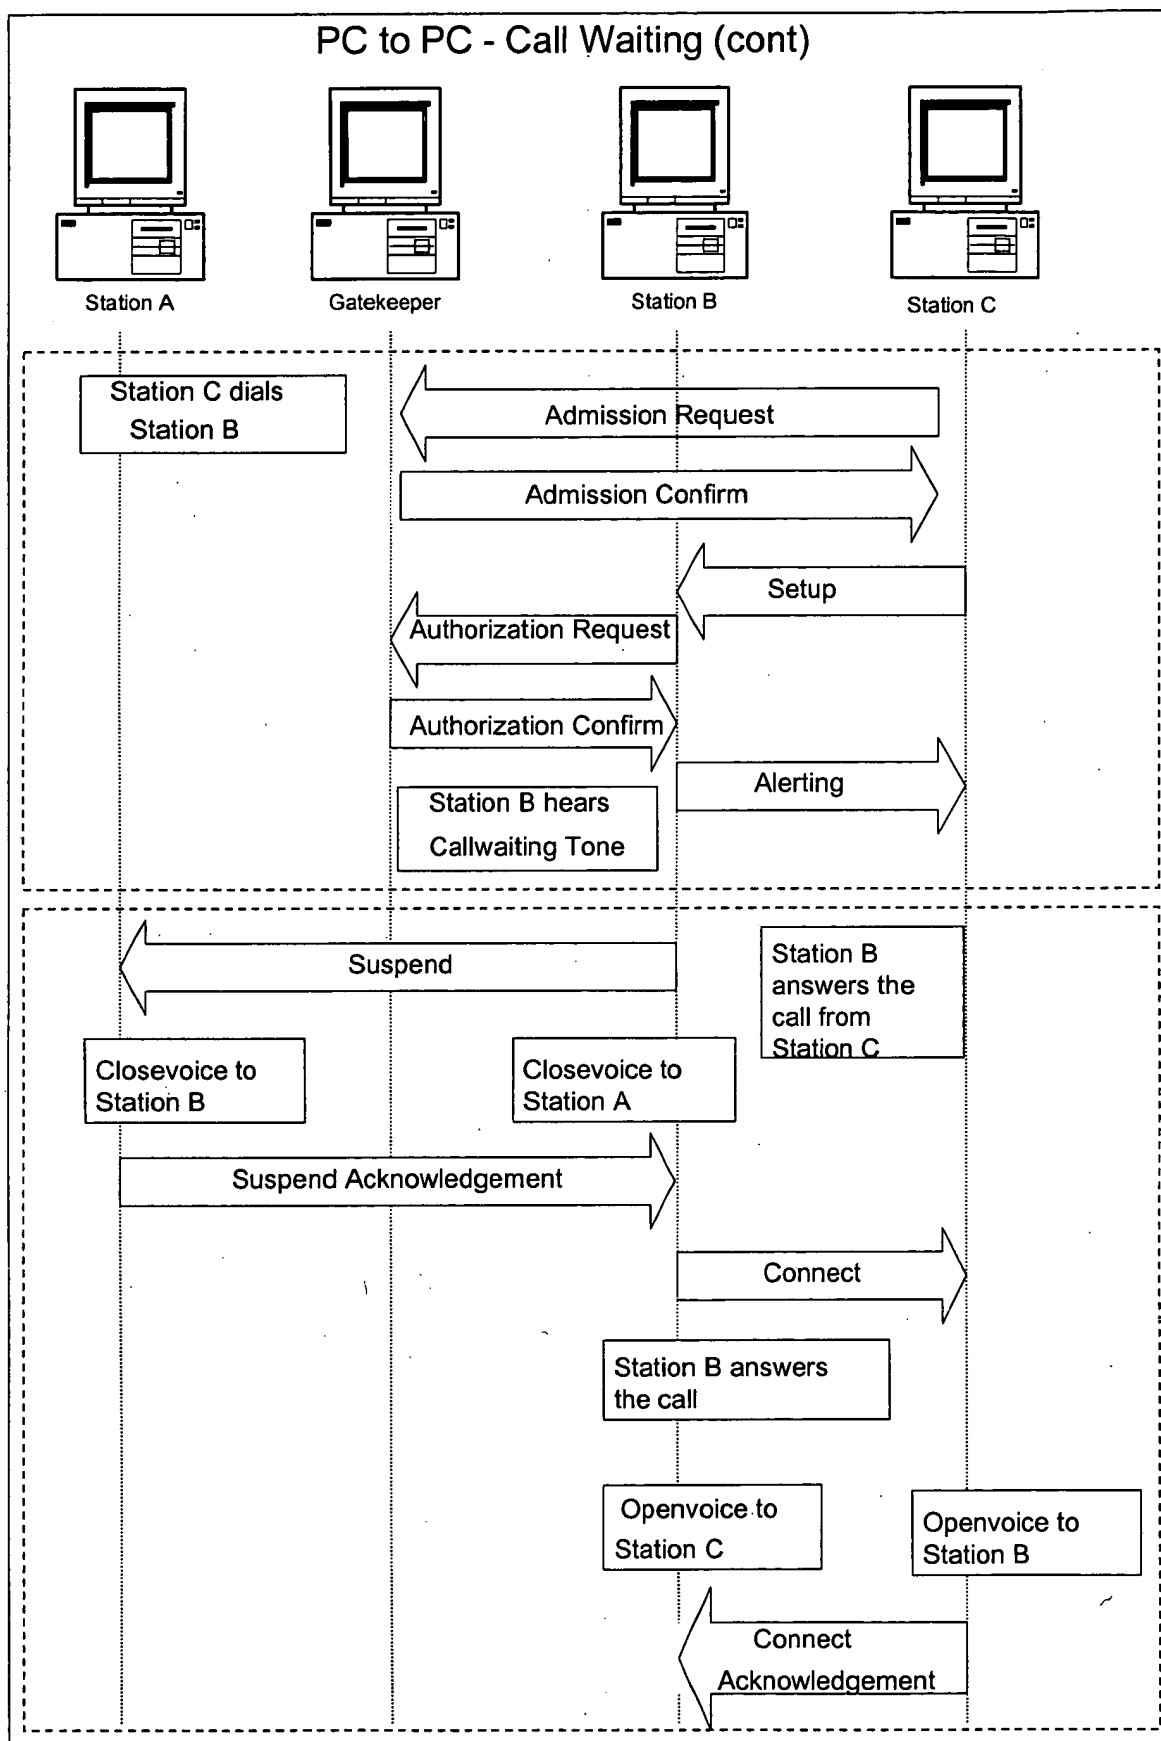 PC to PC - Call Waiting (cont)
Station A
Gatekeeper
Station B
Station C
Station C dials
Station B
Admission Request
Admission Confirm
Setup
Authorization Request
Authorization Confirm
Alerting
Station B hears
Callwaiting Tone
Suspend
Station B
answers the
call from
Station C
Closevoice to
Station B
Closevoice to
Station A
Suspend Acknowledgement
Connect
Station B answers
the call
Openvoice to
Station C
Openvoice to
Station B
Connect
Acknowledgement